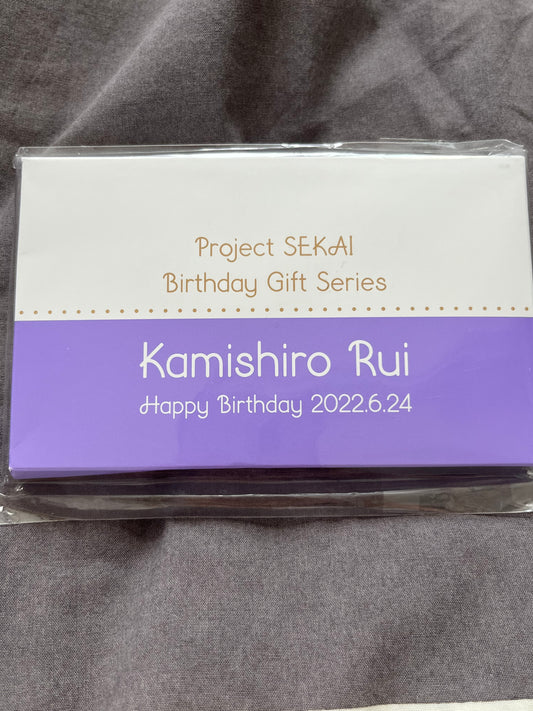 Project SEKAI
Birthday Gift Series
Kamishiro Rui
Happy Birthday 2022.6.24